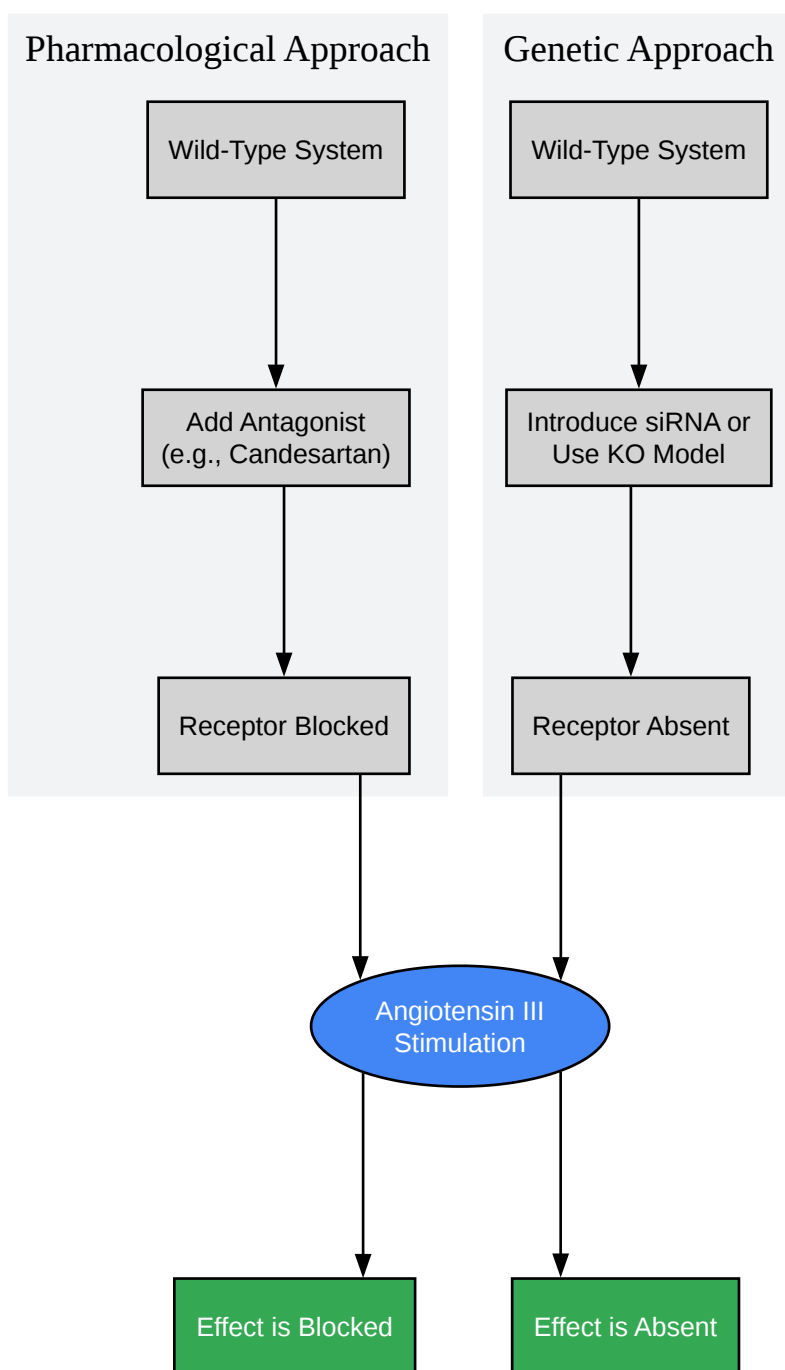 Pharmacological Approach
Wild-Type System
Add Antagonist
(e.g., Candesartan)
Receptor Blocked
Genetic Approach
Wild-Type System
Introduce siRNA or
Use KO Model
Receptor Absent
Angiotensin III
Stimulation
Effect is Blocked
Effect is Absent